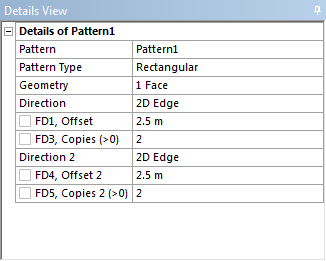 Details View
Details of Pattern1
Pattern Pattern1
Pattern Type Rectangular
Geometry 1 Face
Direction 2D Edge
FD1, Offset 2.5 m
FD3, Copies (>0) 2
Direction 2 2D Edge
FD4, Offset 2 2.5 m
FD5, Copies 2 (>0) 2